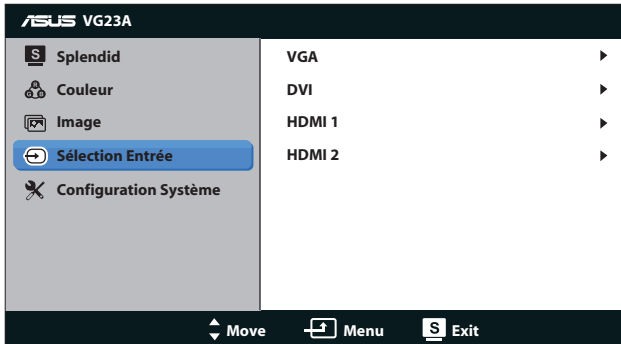 ASUS VG23A
S Splendid
Couleur
Image
Sélection Entrée
Configuration Système
VGA
DVI
HDMI 1
HDMI 2
Move Menu S Exit